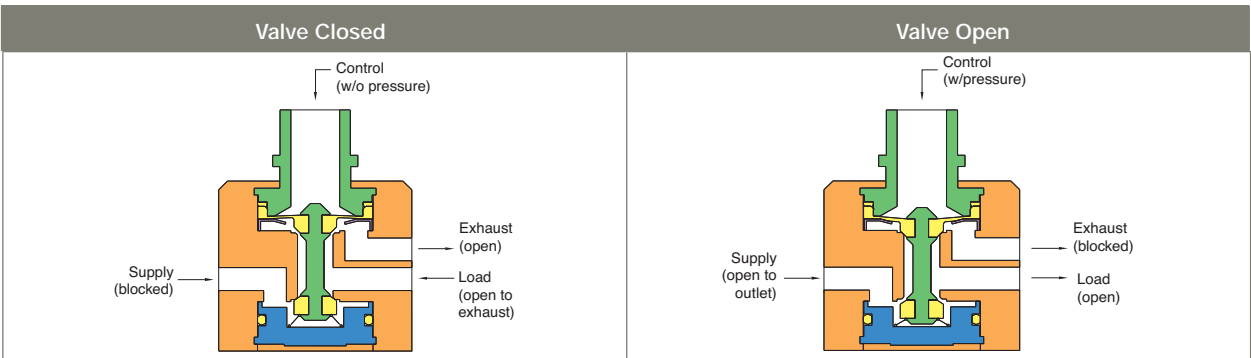 Valve Closed
Valve Open
Control
(w/o pressure)
Exhaust
(open)
Supply
(blocked)
Load
(open to
exhaust)
Control
(w/pressure)
Exhaust
(blocked)
Supply
(open to
outlet)
Load
(open)